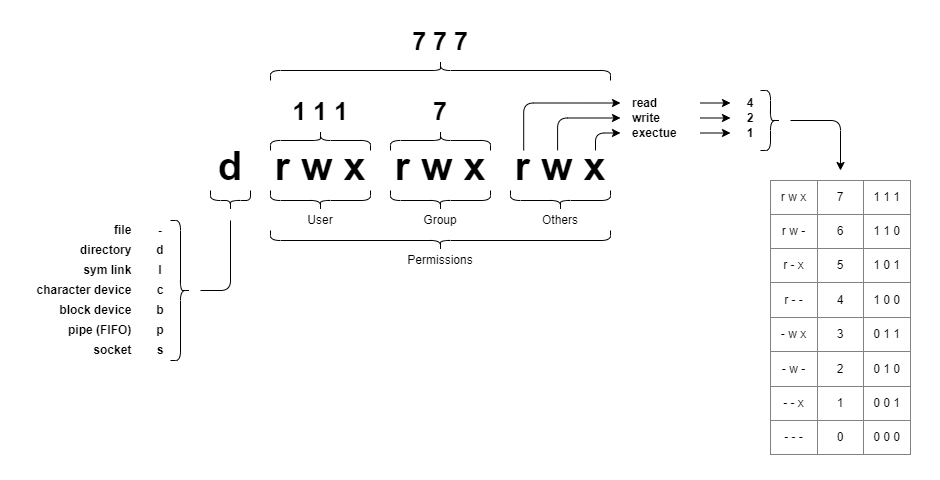 7 7 7
1 1 1 7
read 4
write 2
exectue 1
d r w x r w x r w x
User Group Others
Permissions
file -
directory d
sym link l
character device c
block device b
pipe (FIFO) p
socket s
r w x 7 1 1 1
r w - 6 1 1 0
r - x 5 1 0 1
r - - 4 1 0 0
- w x 3 0 1 1
- w - 2 0 1 0
- - x 1 0 0 1
- - - 0 0 0 0